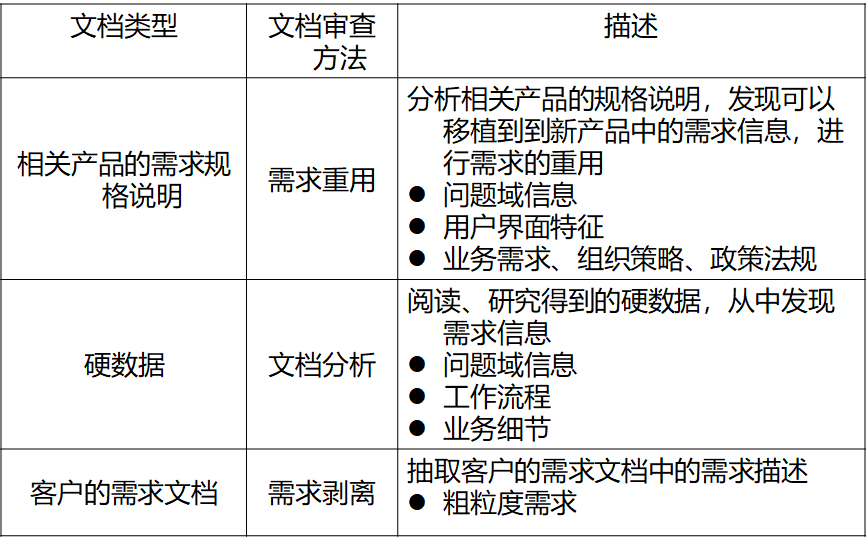 文档类型
文档审查
方法
描述
相关产品的需求规
格说明
需求重用
分析相关产品的规格说明，发现可以
移植到到新产品中的需求信息，进
行需求的重用
● 问题域信息
● 用户界面特征
● 业务需求、组织策略、政策法规
硬数据
文档分析
阅读、研究得到的硬数据，从中发现
需求信息
● 问题域信息
● 工作流程
● 业务细节
客户的需求文档
需求剥离
抽取客户的需求文档中的需求描述
● 粗粒度需求